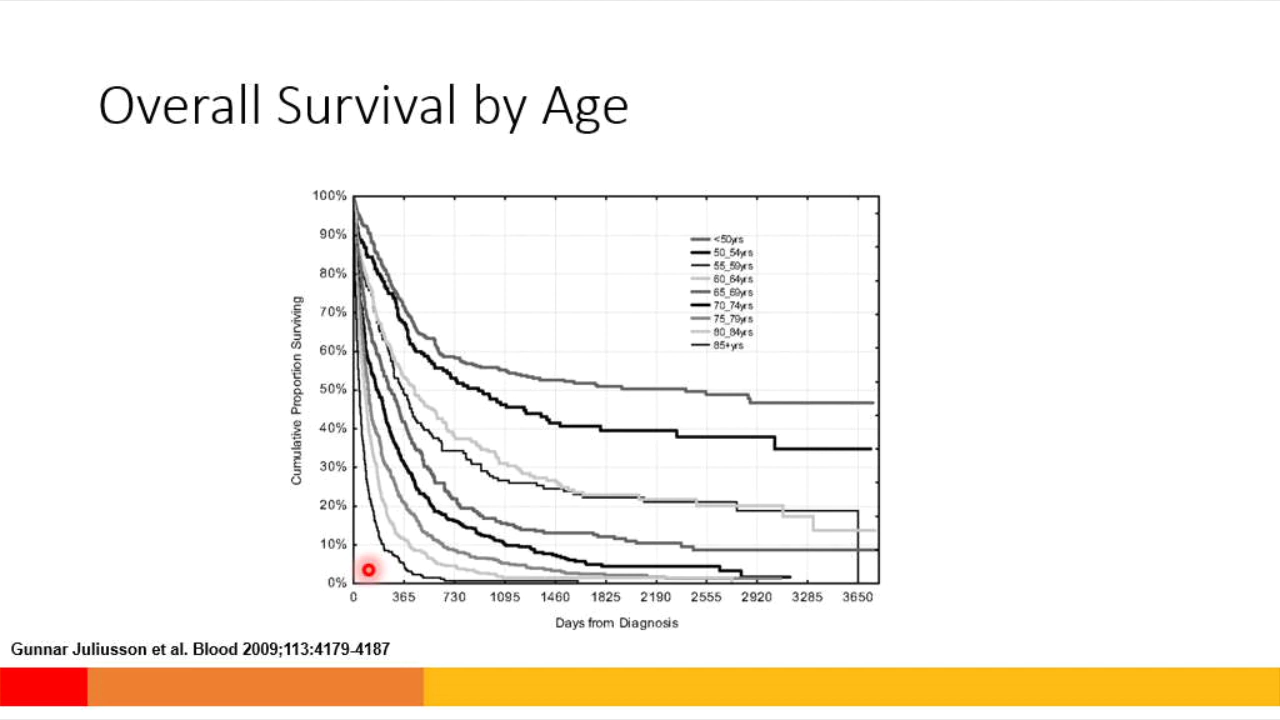 Overall Survival by Age
100%
90%
80%
70%
60%
50%
40%
30%
20%
10%
0%
Cumulative Proportion Surviving
<50yrs
50_54yrs
55_59yrs
60_64yrs
65_69yrs
70_74yrs
75_79yrs
80_84yrs
85+yrs
0 365 730 1095 1460 1825 2190 2555 2920 3285 3650
Days from Diagnosis
Gunnar Juliusson et al. Blood 2009;113:4179-4187